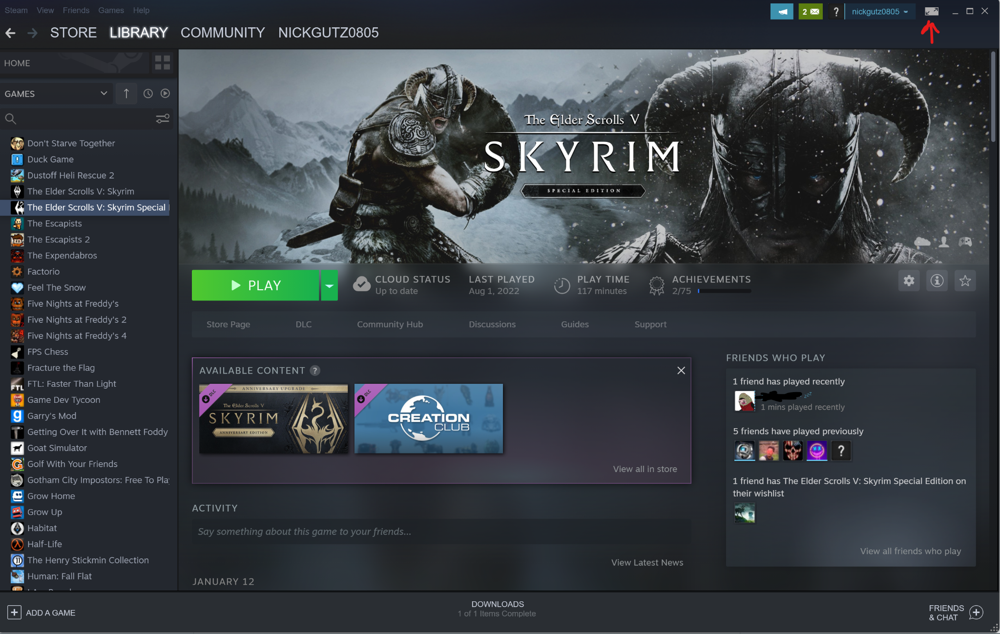 Steam View Friends Games Help
2 ? nickgutz0805
STORE LIBRARY COMMUNITY NICKGUTZ0805
HOME
GAMES
Don't Starve Together
Duck Game
Dustoff Heli Rescue 2
The Elder Scrolls V: Skyrim
The Elder Scrolls V: Skyrim Special
The Escapists
The Escapists 2
The Expendabros
Factorio
Feel The Snow
Five Nights at Freddy's
Five Nights at Freddy's 2
Five Nights at Freddy's 4
FPS Chess
Fracture the Flag
FTL: Faster Than Light
Game Dev Tycoon
Garry's Mod
Getting Over It with Bennett Foddy
Goat Simulator
Golf With Your Friends
Gotham City Impostors: Free To Play
Grow Home
Grow Up
Habitat
Half-Life
The Henry Stickmin Collection
Human: Fall Flat
The Elder Scrolls V
SKYRIM
SPECIAL EDITION
PLAY
CLOUD STATUS
Up to date
LAST PLAYED
Aug 1, 2022
PLAY TIME
117 minutes
ACHIEVEMENTS
2/75
Store Page DLC Community Hub Discussions Guides Support
AVAILABLE CONTENT ?
DLC
ANNIVERSARY UPGRADE
The Elder Scrolls V
SKYRIM
ANNIVERSARY EDITION
DLC
CREATION
CLUB
View all in store
ACTIVITY
Say something about this game to your friends...
View Latest News
JANUARY 12
FRIENDS WHO PLAY
1 friend has played recently
zzz
1 mins played recently
5 friends have played previously
?
1 friend has The Elder Scrolls V: Skyrim Special Edition on
their wishlist
View all friends who play
ADD A GAME
DOWNLOADS
1 of 1 Items Complete
FRIENDS
& CHAT